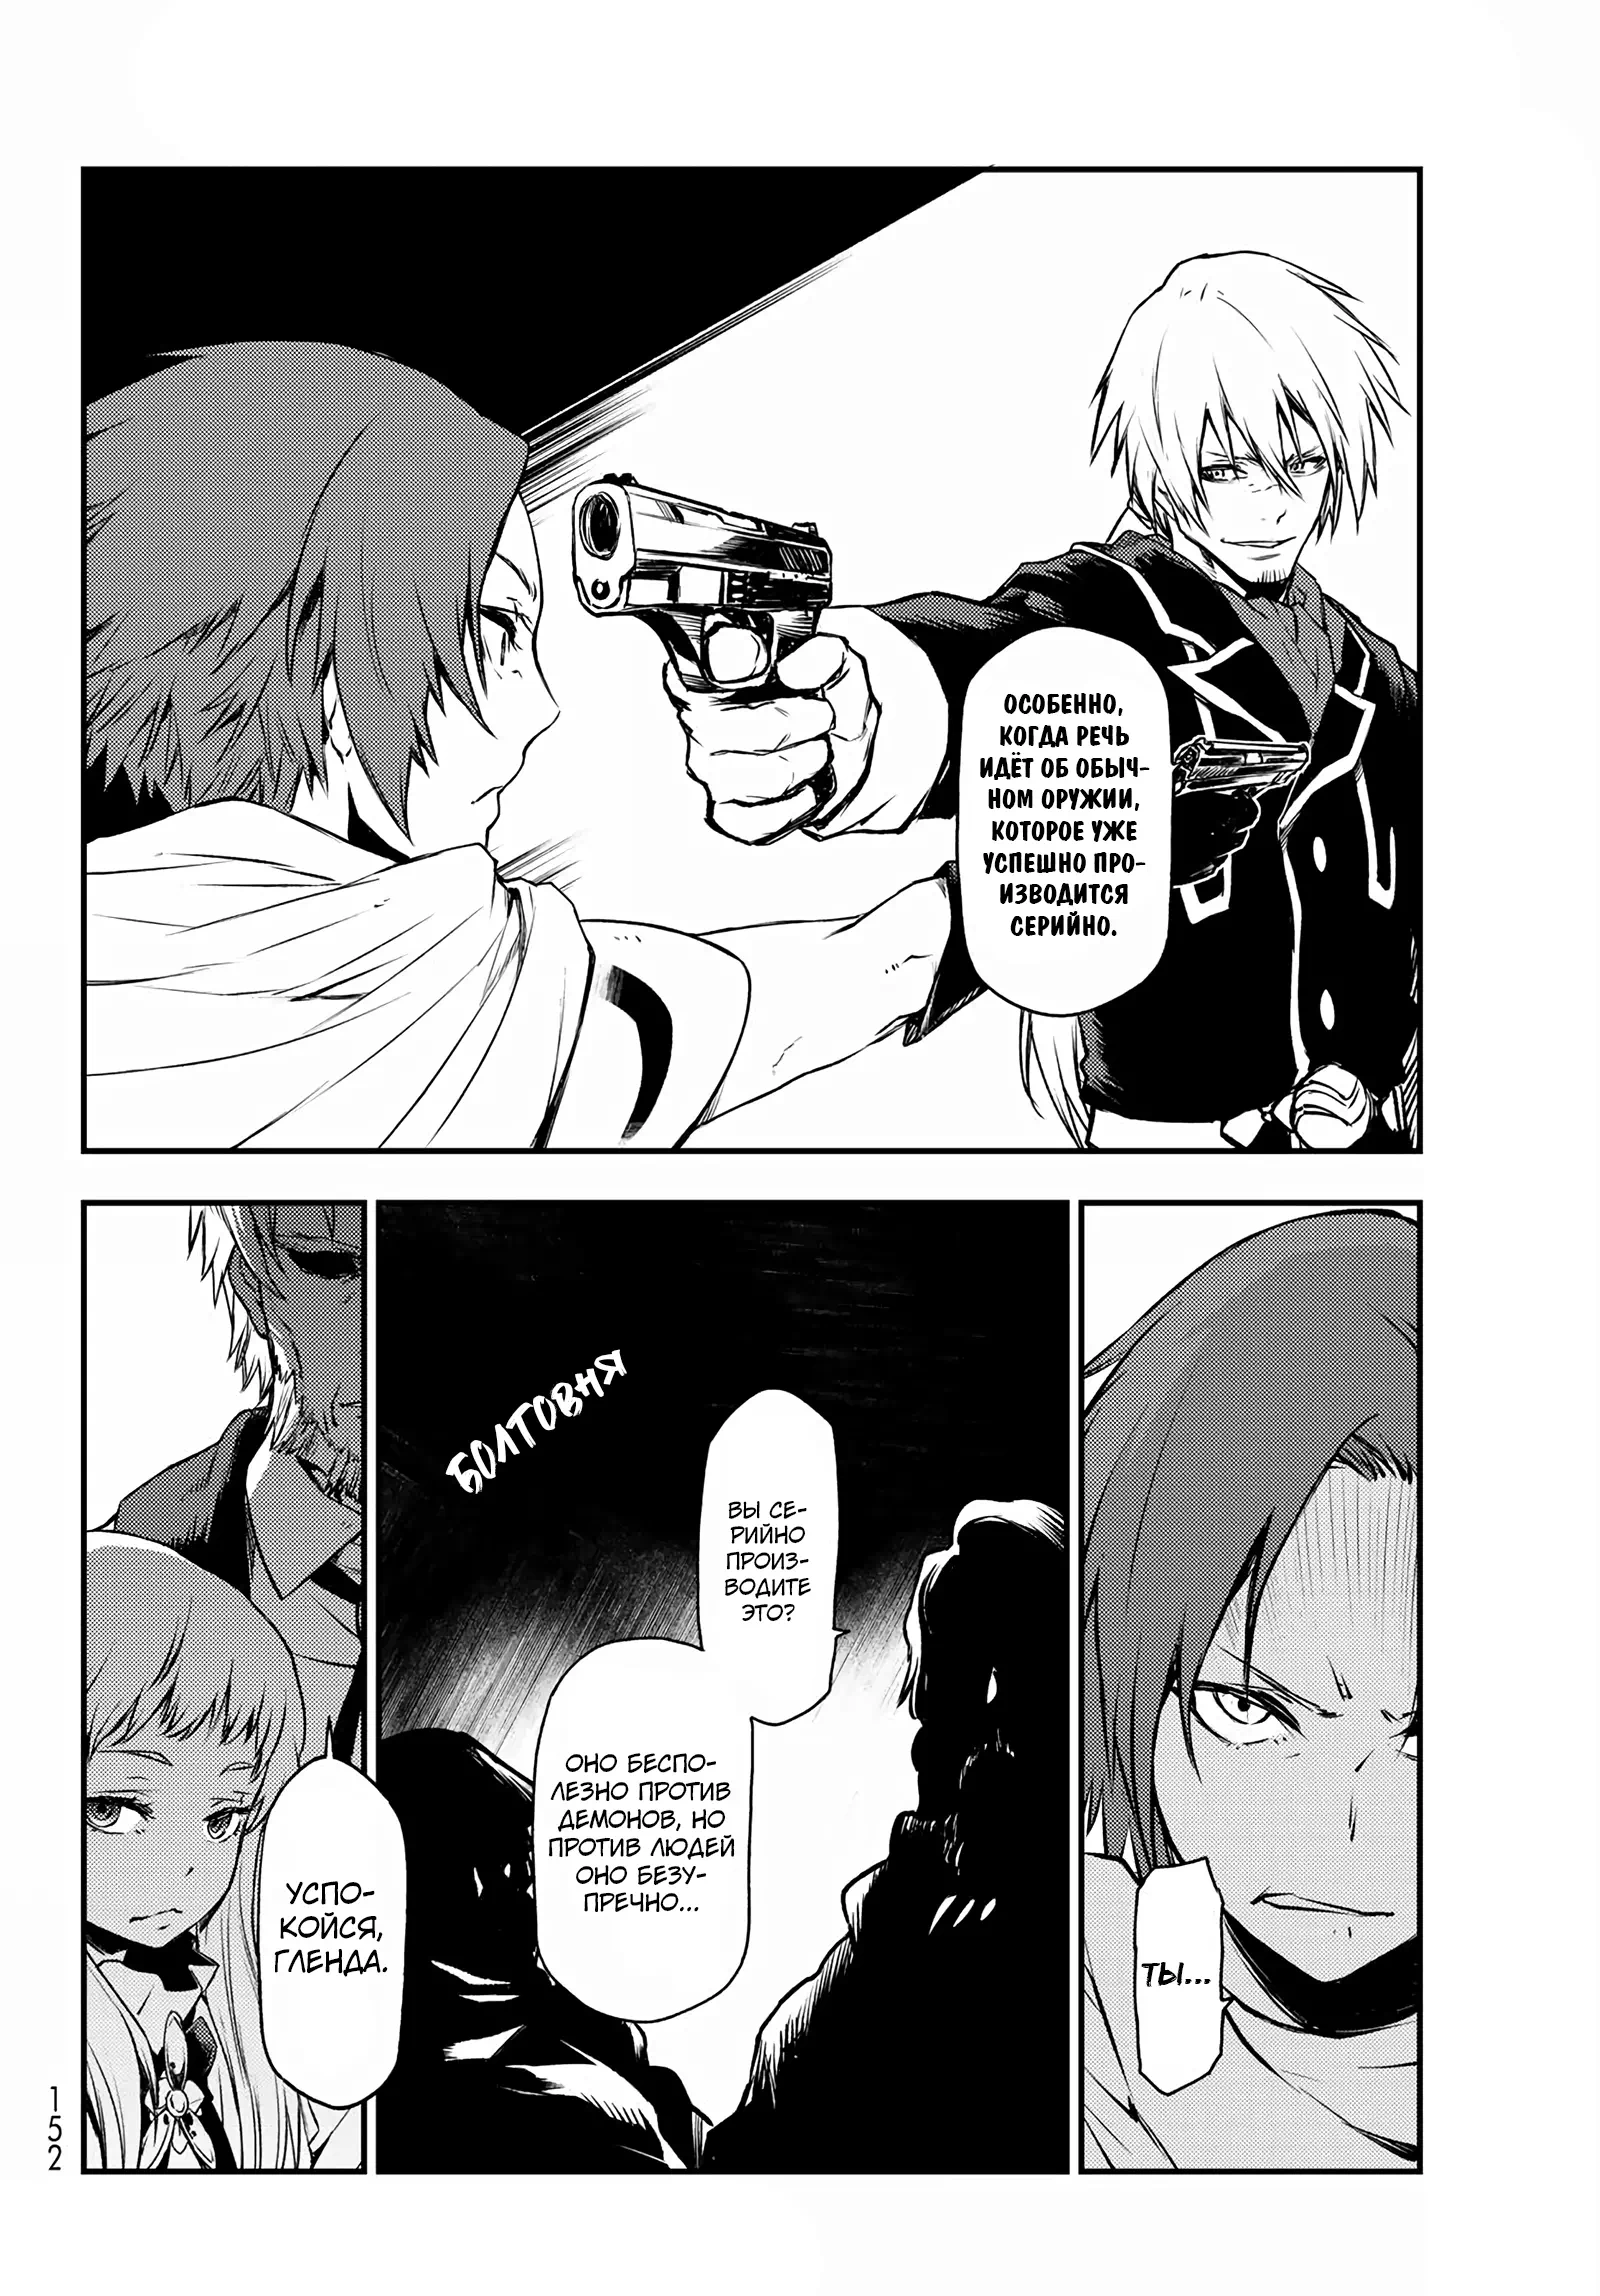 ОСОБЕННО,
КОГДА РЕЧЬ
ИДЁТ ОБ ОБЫЧ-
НОМ ОРУЖИИ,
КОТОРОЕ УЖЕ
УСПЕШНО ПРО-
ИЗВОДИТСЯ
СЕРИЙНО.
ТЫ...
БОЛТОВНЯ
ВЫ СЕ-
РИЙНО
ПРОИЗ-
ВОДИТЕ
ЭТО?
ОНО БЕСПО-
ЛЕЗНО ПРОТИВ
ДЕМОНОВ, НО
ПРОТИВ ЛЮДЕЙ
ОНО БЕЗУ-
ПРЕЧНО...
УСПО-
КОЙСЯ,
ГЛЕНДА.
152